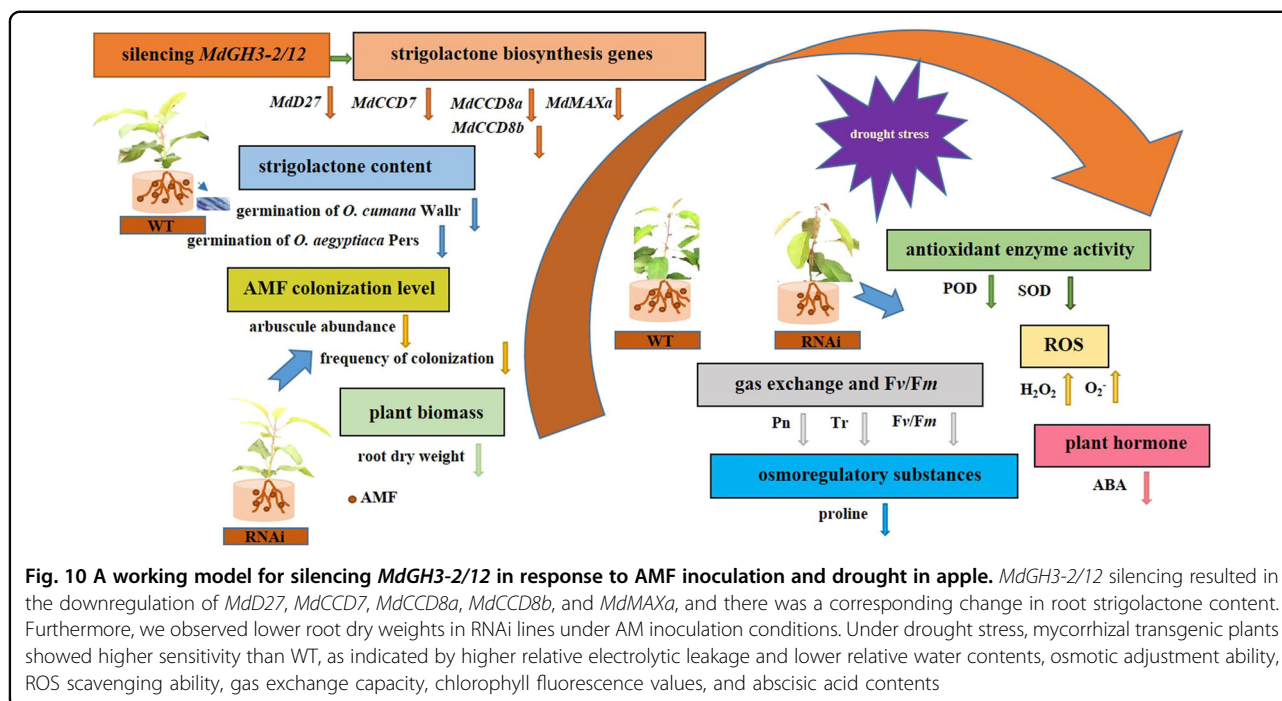 silencing MdGH3-2/12
strigolactone biosynthesis genes
MdD27
MdCCD7
MdCCD8a
MdMAXa
MdCCD8b
drought stress
strigolactone content
WT
germination of O. cumana Wallr
germination of O. aegyptiaca Pers
antioxidant enzyme activity
POD
SOD
AMF colonization level
arbuscule abundance
frequency of colonization
WT
RNAi
ROS
H₂O₂
O₂⁻
gas exchange and Fv/Fm
Pn
Tr
Fv/Fm
plant biomass
root dry weight
plant hormone
ABA
osmoregulatory substances
proline
AMF
RNAi
Fig. 10 A working model for silencing MdGH3-2/12 in response to AMF inoculation and drought in apple. MdGH3-2/12 silencing resulted in
the downregulation of MdD27, MdCCD7, MdCCD8a, MdCCD8b, and MdMAXa, and there was a corresponding change in root strigolactone content.
Furthermore, we observed lower root dry weights in RNAi lines under AM inoculation conditions. Under drought stress, mycorrhizal transgenic plants
showed higher sensitivity than WT, as indicated by higher relative electrolytic leakage and lower relative water contents, osmotic adjustment ability,
ROS scavenging ability, gas exchange capacity, chlorophyll fluorescence values, and abscisic acid contents